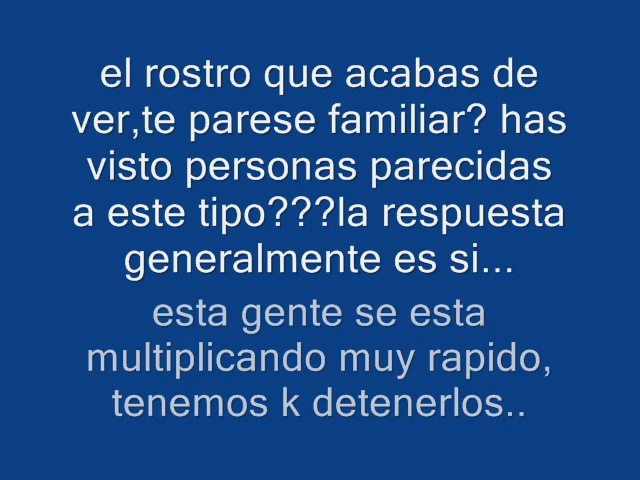 el rostro que acabas de
ver,te parese familiar? has
visto personas parecidas
a este tipo???la respuesta
generalmente es si...
esta gente se esta
multiplicando muy rapido,
tenemos k detenerlos..